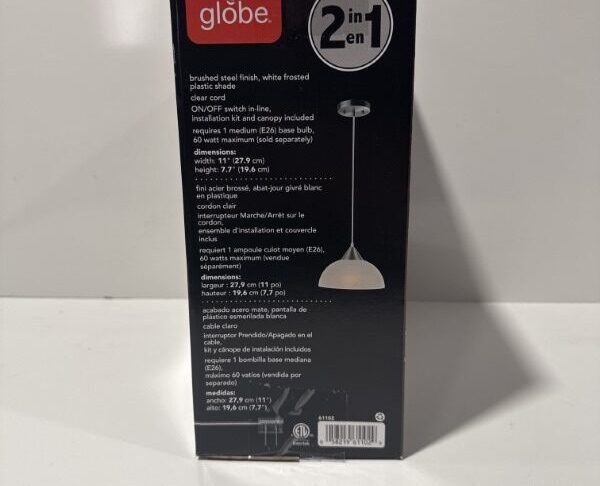 globe
2 in 1
en
brushed steel finish, white frosted
plastic shade
clear cord
ON/OFF switch in-line,
installation kit and canopy included
requires 1 medium (E26) base bulb,
60 watt maximum (sold separately)
dimensions:
width: 11" (27.9 cm)
height: 7.7" (19.6 cm)
fini acier brossé, abat-jour givré blanc
en plastique
cordon clair
interrupteur Marche/Arrêt sur le
cordon,
ensemble d'installation et couvercle
inclus
requiert 1 ampoule culot moyen (E26),
60 watts maximum (vendue
séparément)
dimensions:
largeur : 27,9 cm (11 po)
hauteur : 19,6 cm (7,7 po)
acabado acero mate, pantalla de
plástico esmerilada blanca
cable claro
interruptor Prendido/Apagado en el
cable,
kit y cánope de instalación incluidos
requiere 1 bombilla base mediana
(E26),
máximo 60 vatios (vendida por
separado)
medidas:
ancho: 27,9 cm (11")
alto: 19,6 cm (7,7")
61102
ETL
Intertek